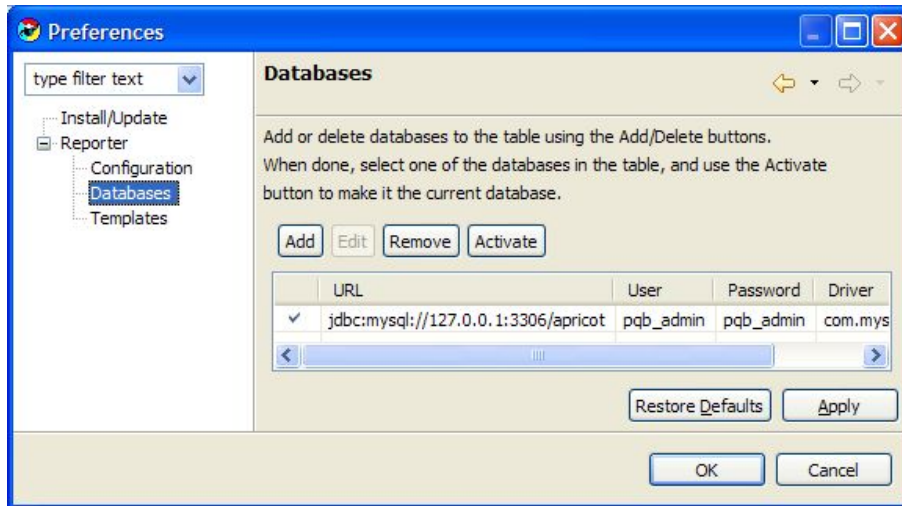 Preferences
type filter text
Install/Update
Reporter
Configuration
Databases
Templates
Databases
Add or delete databases to the table using the Add/Delete buttons.
When done, select one of the databases in the table, and use the Activate
button to make it the current database.
Add Edit Remove Activate
URL User Password Driver
jdbc:mysql://127.0.0.1:3306/apricot pqb_admin pqb_admin com.mys
Restore Defaults Apply
OK Cancel